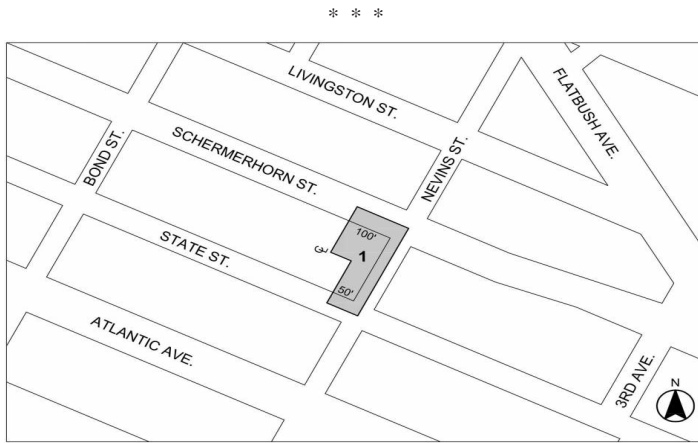 * * *
LIVINGSTON ST.
FLATBUSH AVE.
SCHERMERHORN ST.
NEVINS ST.
BOND ST.
100'
STATE ST.
1
50'
ATLANTIC AVE.
3RD AVE.
N